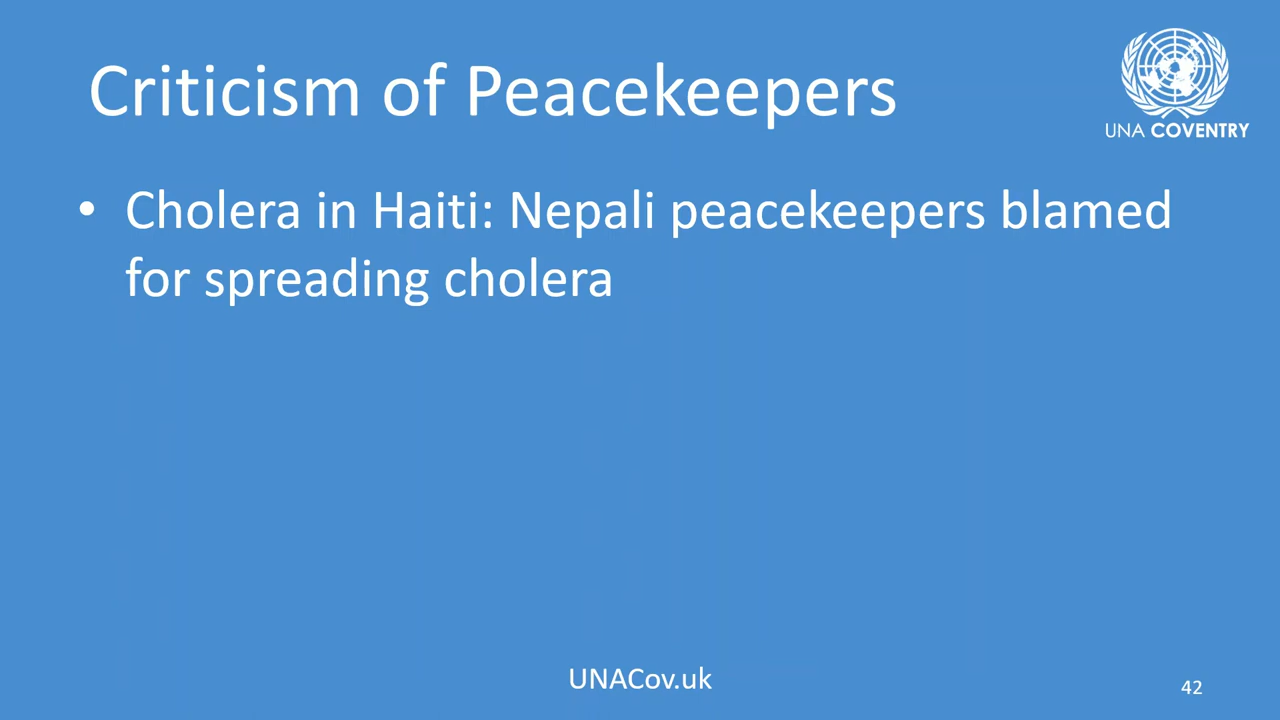 Criticism of Peacekeepers
UNA COVENTRY
• Cholera in Haiti: Nepali peacekeepers blamed
for spreading cholera
UNACov.uk
42